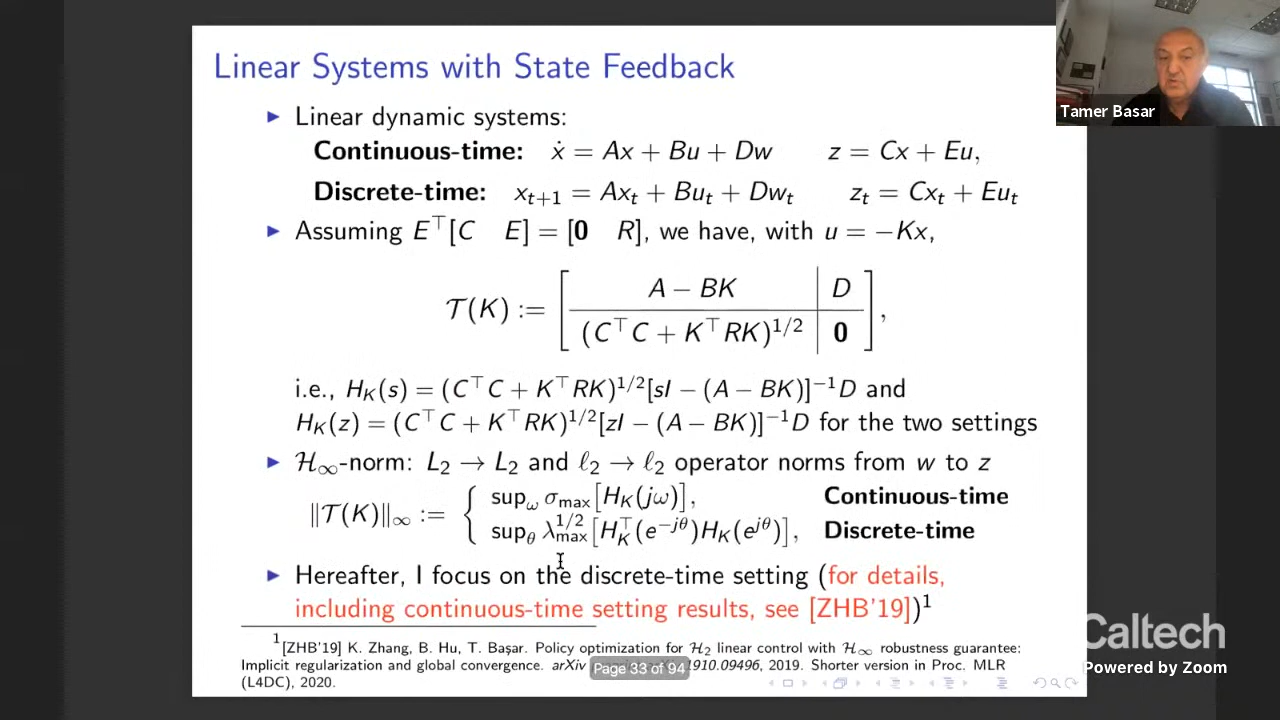 Linear Systems with State Feedback
▶ Linear dynamic systems:
Continuous-time: ẋ = Ax + Bu + Dw z = Cx + Eu,
Discrete-time: x_{t+1} = Ax_t + Bu_t + Dw_t z_t = Cx_t + Eu_t
▶ Assuming E^⊤[C E] = [0 R], we have, with u = −Kx,
𝒯(K) := [ A − BK | D ; (C^⊤C + K^⊤RK)^{1/2} | 0 ],
i.e., H_K(s) = (C^⊤C + K^⊤RK)^{1/2}[sI − (A − BK)]^{−1}D and
H_K(z) = (C^⊤C + K^⊤RK)^{1/2}[zI − (A − BK)]^{−1}D for the two settings
▶ ℋ_∞-norm: L_2 → L_2 and ℓ_2 → ℓ_2 operator norms from w to z
‖𝒯(K)‖_∞ := { sup_ω σ_max[H_K(jω)], Continuous-time
sup_θ λ_max^{1/2}[H_K^⊤(e^{−jθ})H_K(e^{jθ})], Discrete-time
▶ Hereafter, I focus on the discrete-time setting (for details,
including continuous-time setting results, see [ZHB'19])^1
^1[ZHB'19] K. Zhang, B. Hu, T. Başar. Policy optimization for ℋ_2 linear control with ℋ_∞ robustness guarantee:
Implicit regularization and global convergence. arXiv 910.09496, 2019. Shorter version in Proc. MLR
(L4DC), 2020.
Page 33 of 94
Tamer Basar
Caltech
Powered by Zoom